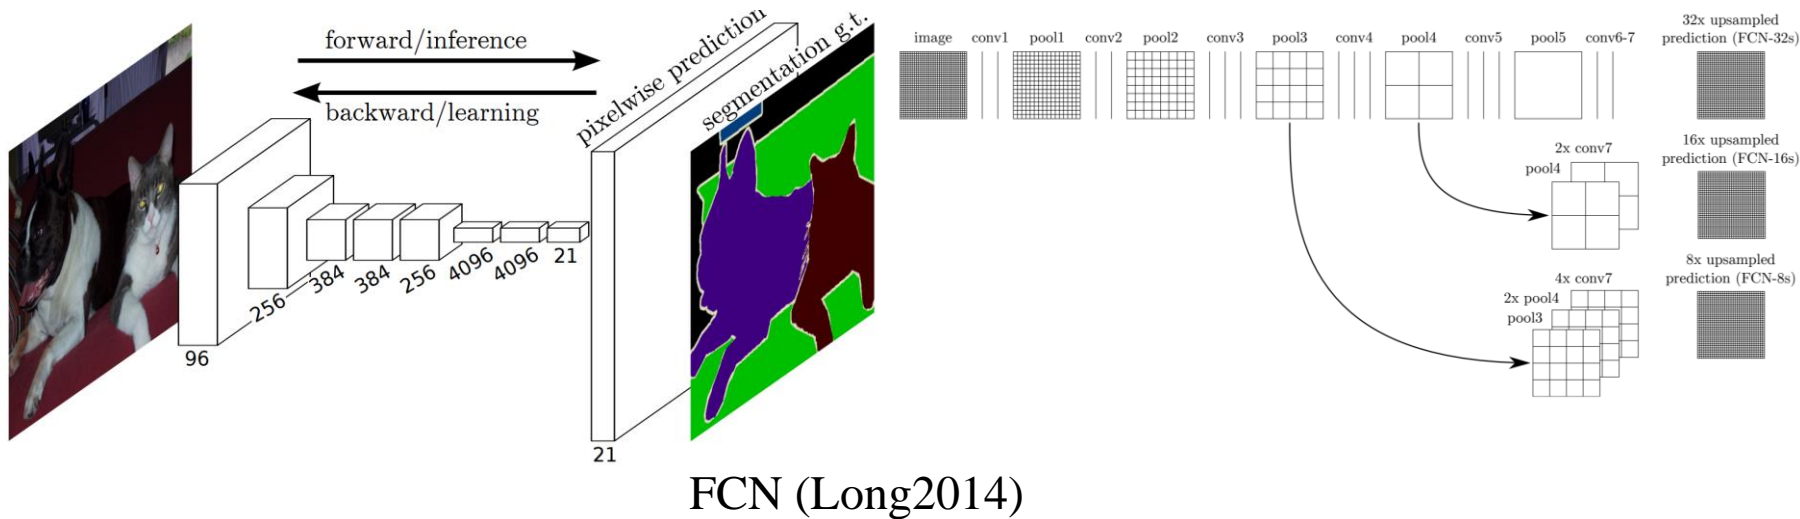 forward/inference
backward/learning
pixelwise prediction
segmentation g.t.
96
256
384
384
256
4096
4096
21
21
image conv1 pool1 conv2 pool2 conv3 pool3 conv4 pool4 conv5 pool5 conv6-7
32x upsampled
prediction (FCN-32s)
2x conv7
pool4
16x upsampled
prediction (FCN-16s)
4x conv7
2x pool4
pool3
8x upsampled
prediction (FCN-8s)
FCN (Long2014)